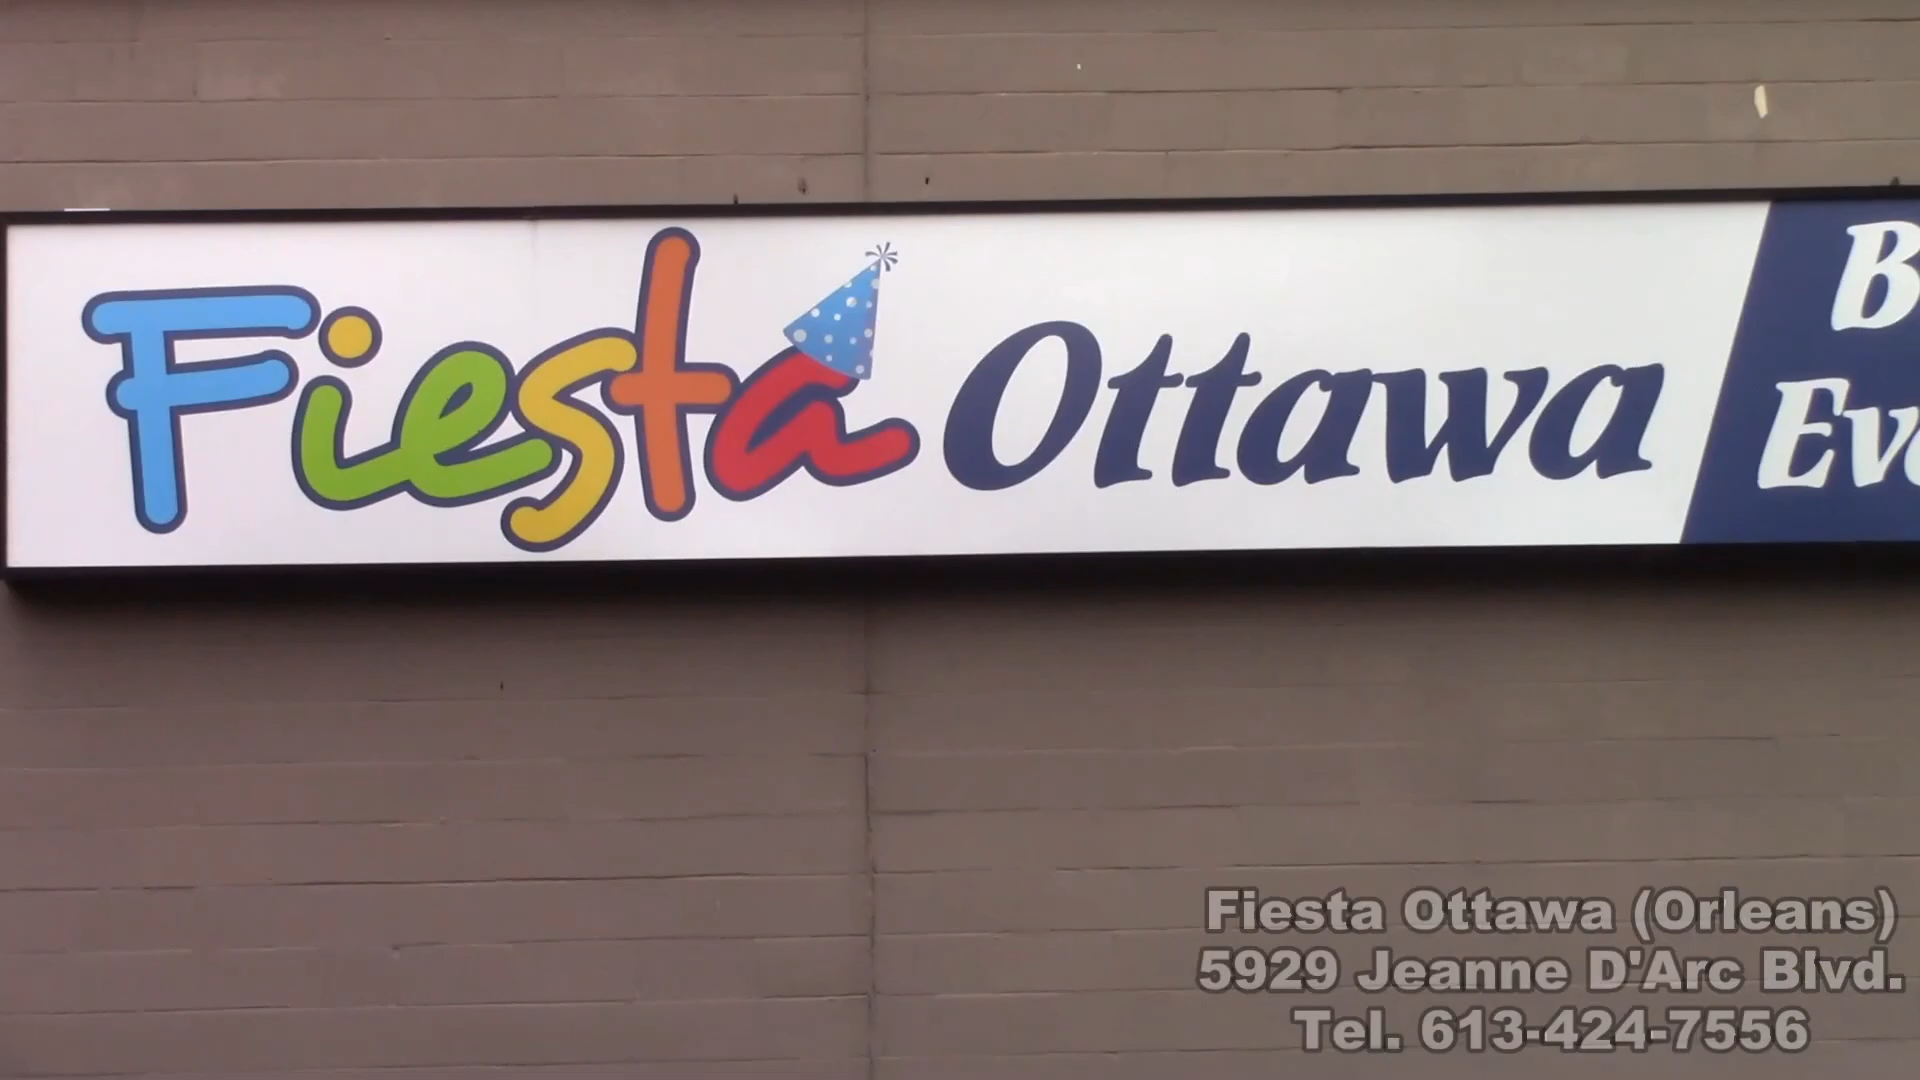 Fiesta Ottawa
Fiesta Ottawa (Orleans)
5929 Jeanne D'Arc Blvd.
Tel. 613-424-7556